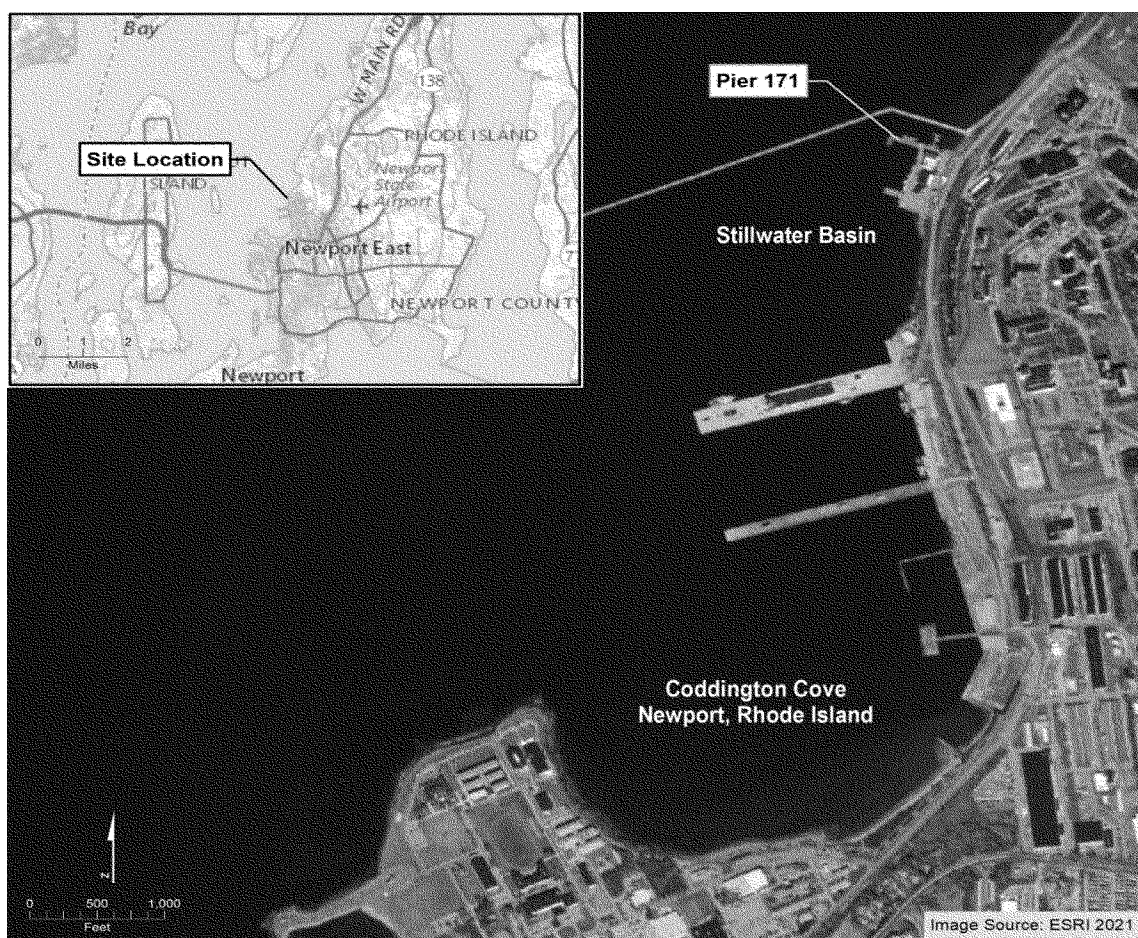 Bay
W MAIN RD
138
RHODE ISLAND
Site Location
ISLAND
Newport
State
Airport
Newport East
NEWPORT COUNTY
0 1 2
Miles
Newport
Pier 171
Stillwater Basin
Coddington Cove
Newport, Rhode Island
z
0 500 1,000
Feet
Image Source: ESRI 2021